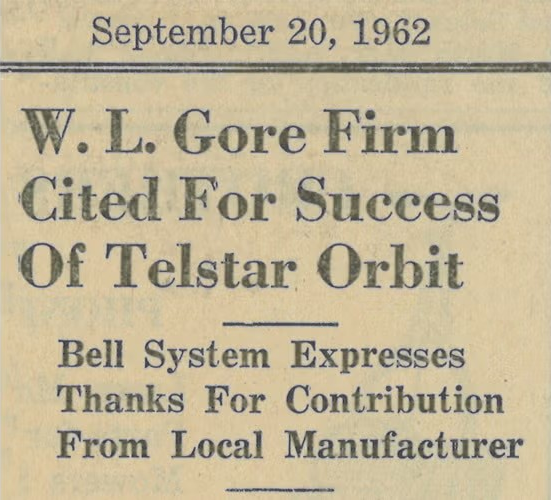 September 20, 1962
W. L. Gore Firm
Cited For Success
Of Telstar Orbit
Bell System Expresses
Thanks For Contribution
From Local Manufacturer